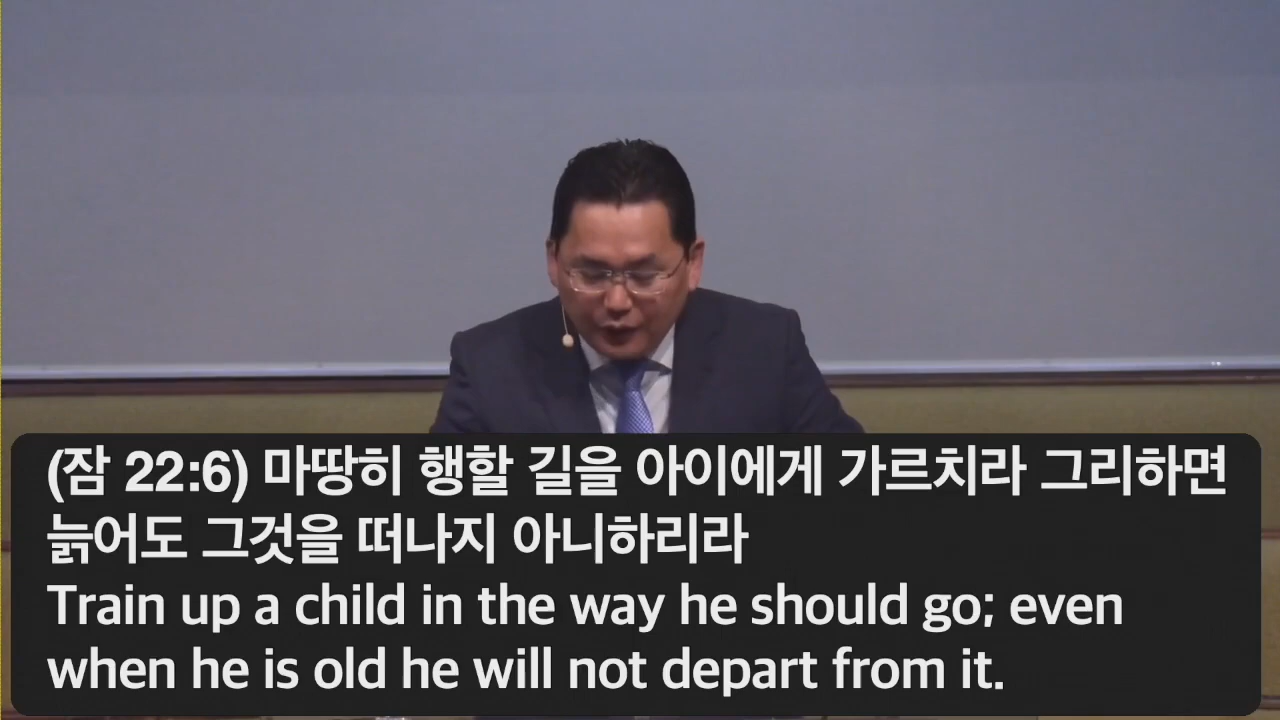 (잠 22:6) 마땅히 행할 길을 아이에게 가르치라 그리하면
늙어도 그것을 떠나지 아니하리라
Train up a child in the way he should go; even
when he is old he will not depart from it.